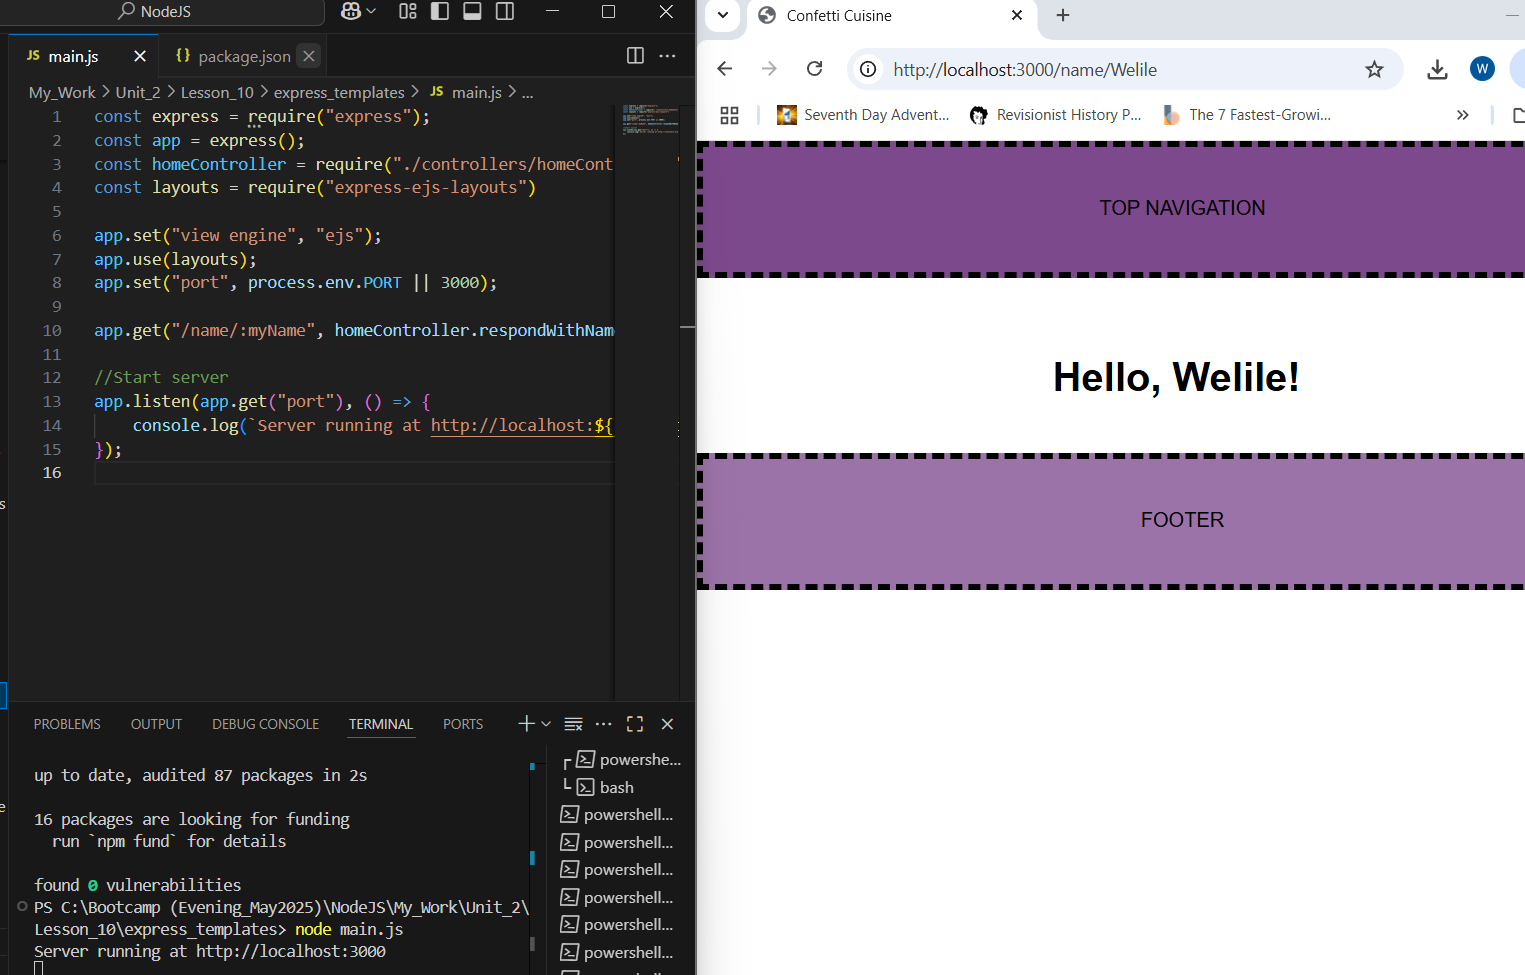 NodeJS
JS main.js
{} package.json
My_Work > Unit_2 > Lesson_10 > express_templates > JS main.js > ...
1 const express = require("express");
2 const app = express();
3 const homeController = require("./controllers/homeCont
4 const layouts = require("express-ejs-layouts")
5
6 app.set("view engine", "ejs");
7 app.use(layouts);
8 app.set("port", process.env.PORT || 3000);
9
10 app.get("/name/:myName", homeController.respondWithNam
11
12 //Start server
13 app.listen(app.get("port"), () => {
14 console.log(`Server running at http://localhost:${
15 });
16
PROBLEMS OUTPUT DEBUG CONSOLE TERMINAL PORTS
up to date, audited 87 packages in 2s
16 packages are looking for funding
run `npm fund` for details
found 0 vulnerabilities
PS C:\Bootcamp (Evening_May2025)\NodeJS\My_Work\Unit_2\
Lesson_10\express_templates> node main.js
Server running at http://localhost:3000
powershe...
bash
powershell...
powershell...
powershell...
powershell...
powershell...
powershell...
Confetti Cuisine
http://localhost:3000/name/Welile
W
Seventh Day Advent...
Revisionist History P...
The 7 Fastest-Growi...
TOP NAVIGATION
Hello, Welile!
FOOTER